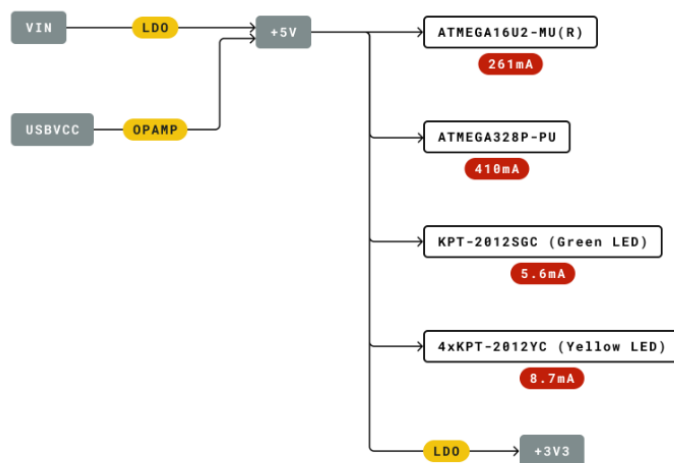 VIN
LDO
+5V
ATMEGA16U2-MU(R)
261mA
USBVCC
OPAMP
ATMEGA328P-PU
410mA
KPT-2012SGC (Green LED)
5.6mA
4xKPT-2012YC (Yellow LED)
8.7mA
LDO
+3V3